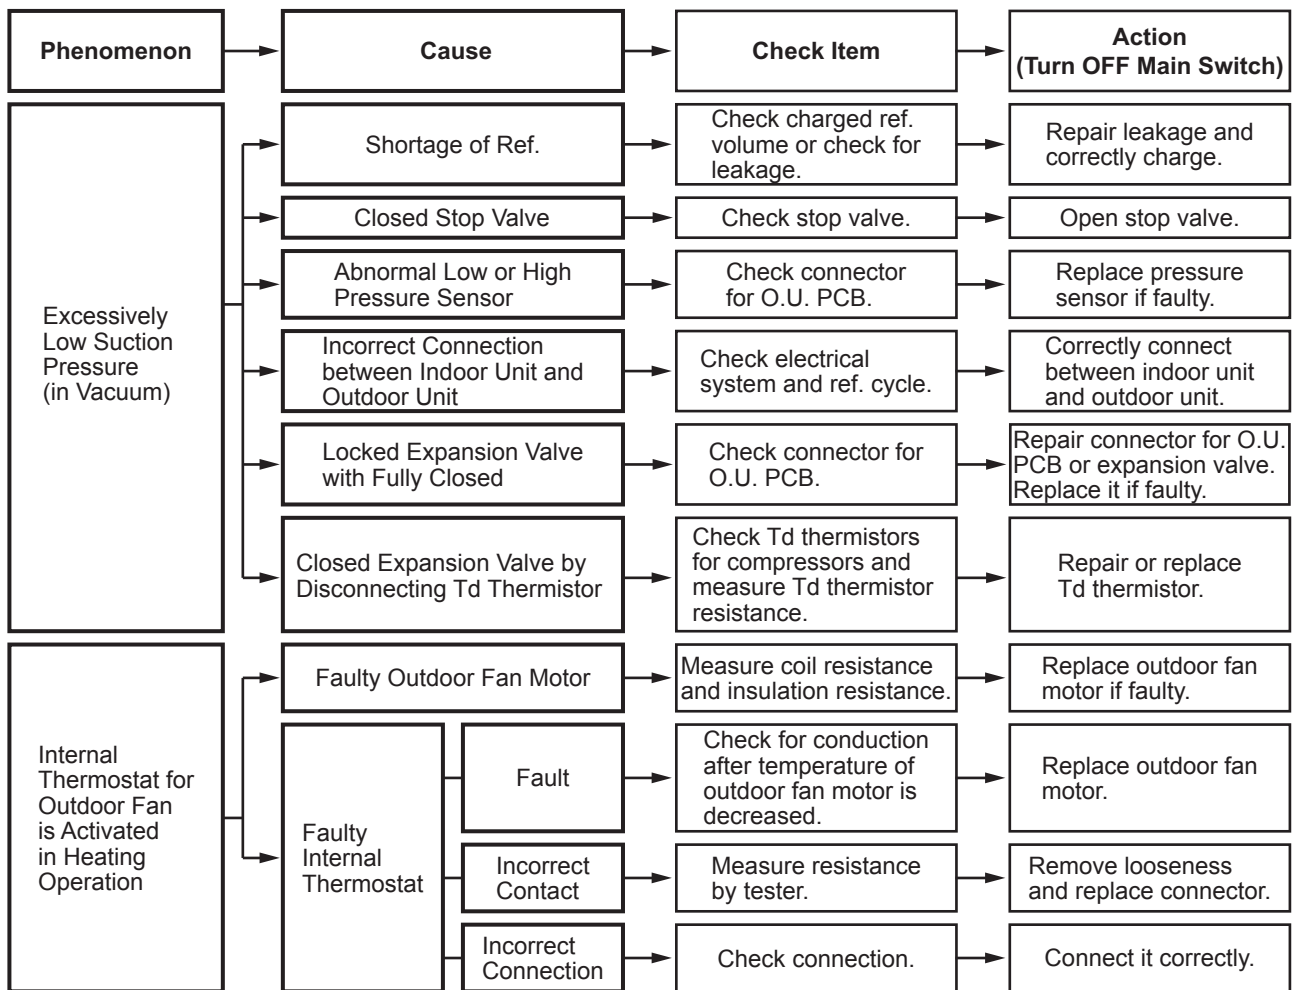 Phenomenon
Cause
Check Item
Action
(Turn OFF Main Switch)
Excessively
Low Suction
Pressure
(in Vacuum)
Shortage of Ref.
Check charged ref.
volume or check for
leakage.
Repair leakage and
correctly charge.
Closed Stop Valve
Check stop valve.
Open stop valve.
Abnormal Low or High
Pressure Sensor
Check connector
for O.U. PCB.
Replace pressure
sensor if faulty.
Incorrect Connection
between Indoor Unit and
Outdoor Unit
Check electrical
system and ref. cycle.
Correctly connect
between indoor unit
and outdoor unit.
Locked Expansion Valve
with Fully Closed
Check connector for
O.U. PCB.
Repair connector for O.U.
PCB or expansion valve.
Replace it if faulty.
Closed Expansion Valve by
Disconnecting Td Thermistor
Check Td thermistors
for compressors and
measure Td thermistor
resistance.
Repair or replace
Td thermistor.
Internal
Thermostat for
Outdoor Fan
is Activated
in Heating
Operation
Faulty Outdoor Fan Motor
Measure coil resistance
and insulation resistance.
Replace outdoor fan
motor if faulty.
Faulty
Internal
Thermostat
Fault
Check for conduction
after temperature of
outdoor fan motor is
decreased.
Replace outdoor fan
motor.
Incorrect
Contact
Measure resistance
by tester.
Remove looseness
and replace connector.
Incorrect
Connection
Check connection.
Connect it correctly.